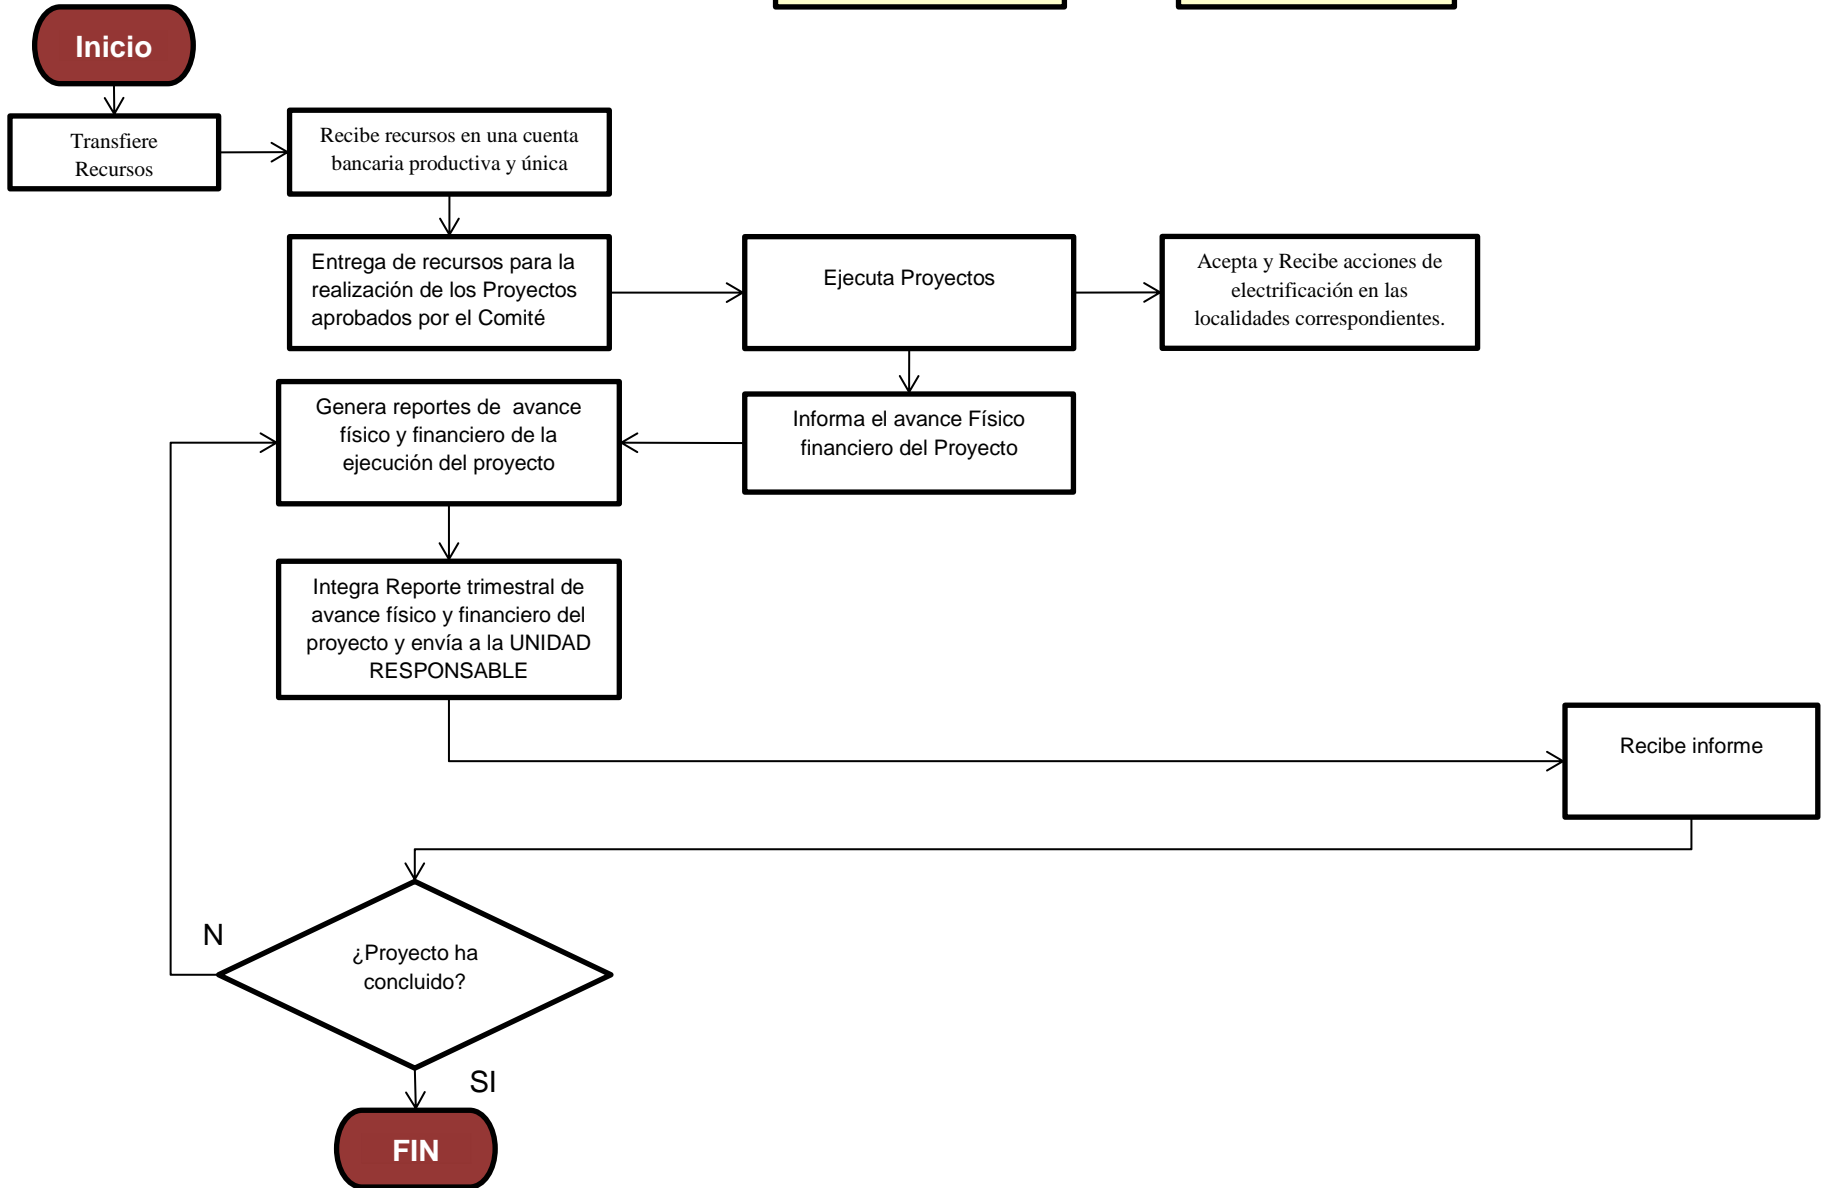 Inicio
Transfiere
Recursos
Recibe recursos en una cuenta
bancaria productiva y única
Entrega de recursos para la
realización de los Proyectos
aprobados por el Comité
Ejecuta Proyectos
Acepta y Recibe acciones de
electrificación en las
localidades correspondientes.
Genera reportes de avance
físico y financiero de la
ejecución del proyecto
Informa el avance Físico
financiero del Proyecto
Integra Reporte trimestral de
avance físico y financiero del
proyecto y envía a la UNIDAD
RESPONSABLE
Recibe informe
N
¿Proyecto ha
concluido?
SI
FIN